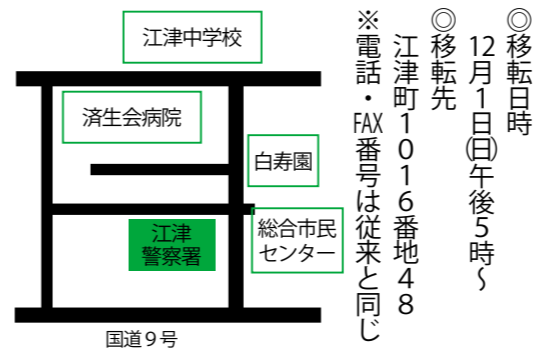 ◎移転日時
12月1日(日)午後5時～
◎移転先
江津町1016番地48
※電話・FAX番号は従来と同じ
江津中学校
済生会病院
白寿園
江津
警察署
総合市民
センター
国道9号